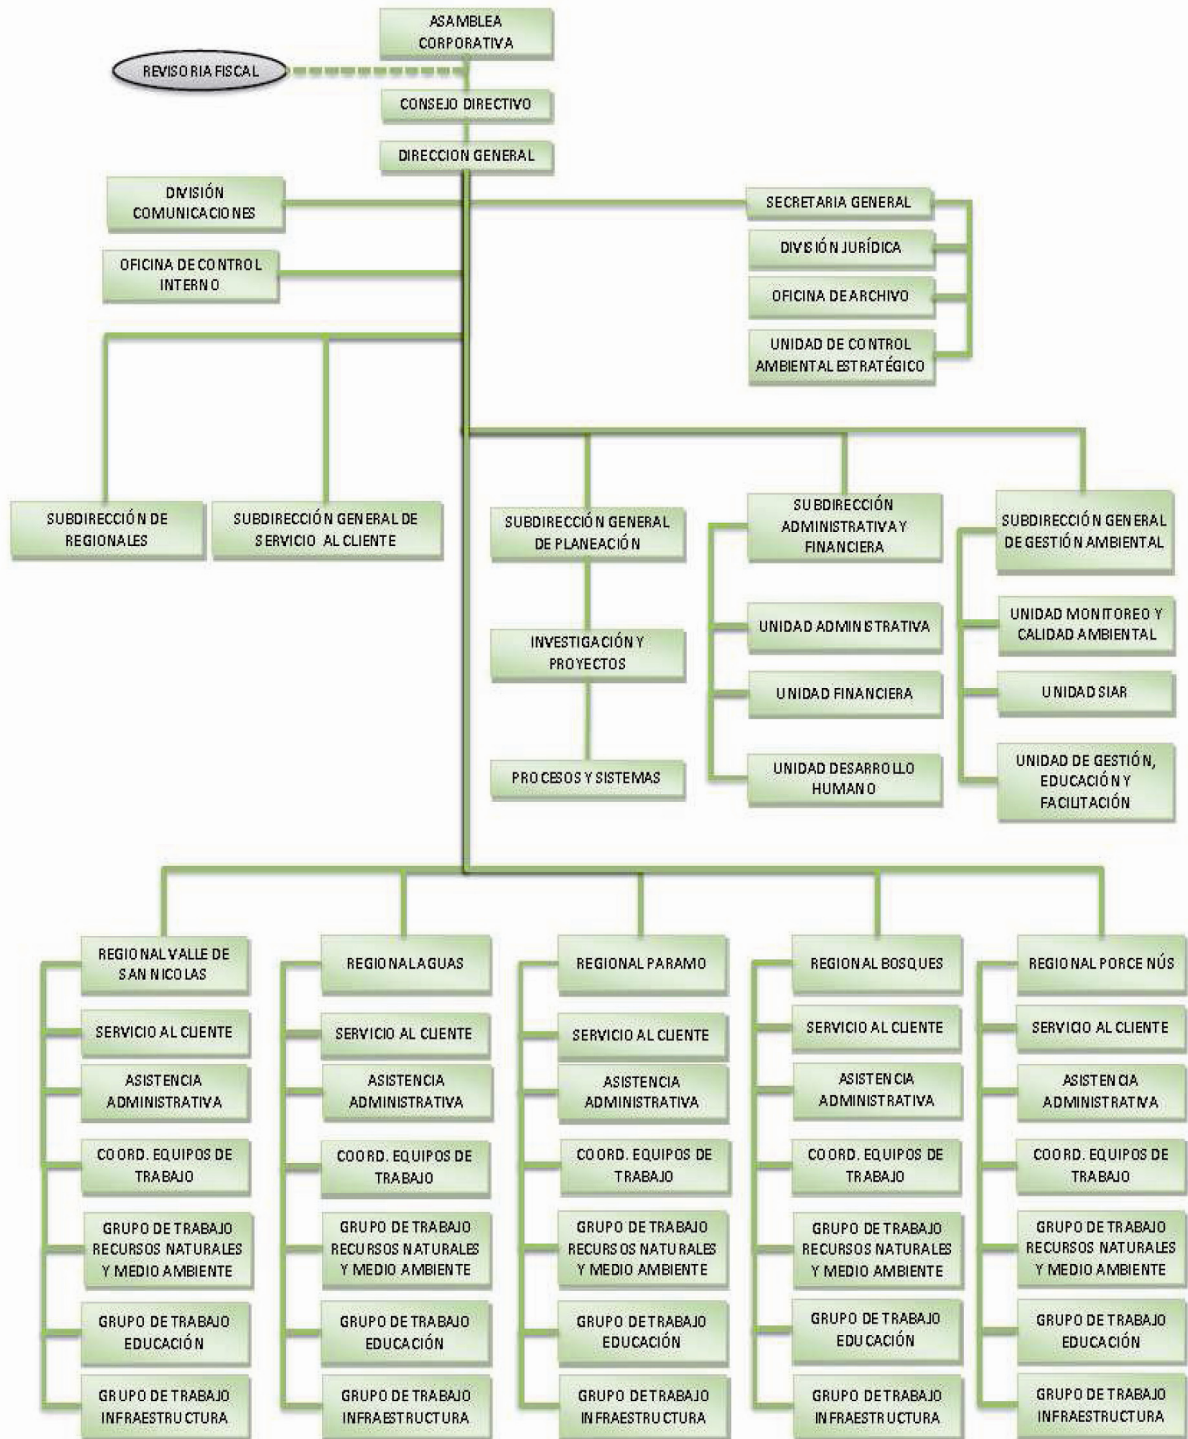 ASAMBLEA
CORPORATIVA
REVISORIA FISCAL
CONSEJO DIRECTIVO
DIRECCION GENERAL
DIVISIÓN
COMUNICACIONES
SECRETARIA GENERAL
DIVISIÓN JURÍDICA
OFICINA DE CONTROL
INTERNO
OFICINA DE ARCHIVO
UNIDAD DE CONTROL
AMBIENTAL ESTRATÉGICO
SUBDIRECCIÓN DE
REGIONALES
SUBDIRECCIÓN GENERAL DE
SERVICIO AL CLIENTE
SUBDIRECCIÓN GENERAL
DE PLANEACIÓN
INVESTIGACIÓN Y
PROYECTOS
PROCESOS Y SISTEMAS
SUBDIRECCIÓN
ADMINISTRATIVA Y
FINANCIERA
UNIDAD ADMINISTRATIVA
UNIDAD FINANCIERA
UNIDAD DESARROLLO
HUMANO
SUBDIRECCIÓN GENERAL
DE GESTIÓN AMBIENTAL
UNIDAD MONITOREO Y
CALIDAD AMBIENTAL
UNIDAD SIAR
UNIDAD DE GESTIÓN,
EDUCACIÓN Y
FACILITACIÓN
REGIONAL VALLE DE
SAN NICOLAS
SERVICIO AL CLIENTE
ASISTENCIA
ADMINISTRATIVA
COORD. EQUIPOS DE
TRABAJO
GRUPO DE TRABAJO
RECURSOS NATURALES
Y MEDIO AMBIENTE
GRUPO DE TRABAJO
EDUCACIÓN
GRUPO DE TRABAJO
INFRAESTRUCTURA
REGIONAL AGUAS
SERVICIO AL CLIENTE
ASISTENCIA
ADMINISTRATIVA
COORD. EQUIPOS DE
TRABAJO
GRUPO DE TRABAJO
RECURSOS NATURALES
Y MEDIO AMBIENTE
GRUPO DE TRABAJO
EDUCACIÓN
GRUPO DE TRABAJO
INFRAESTRUCTURA
REGIONAL PARAMO
SERVICIO AL CLIENTE
ASISTENCIA
ADMINISTRATIVA
COORD. EQUIPOS DE
TRABAJO
GRUPO DE TRABAJO
RECURSOS NATURALES
Y MEDIO AMBIENTE
GRUPO DE TRABAJO
EDUCACIÓN
GRUPO DE TRABAJO
INFRAESTRUCTURA
REGIONAL BOSQUES
SERVICIO AL CLIENTE
ASISTENCIA
ADMINISTRATIVA
COORD. EQUIPOS DE
TRABAJO
GRUPO DE TRABAJO
RECURSOS NATURALES
Y MEDIO AMBIENTE
GRUPO DE TRABAJO
EDUCACIÓN
GRUPO DE TRABAJO
INFRAESTRUCTURA
REGIONAL PORCE NÚS
SERVICIO AL CLIENTE
ASISTENCIA
ADMINISTRATIVA
COORD. EQUIPOS DE
TRABAJO
GRUPO DE TRABAJO
RECURSOS NATURALES
Y MEDIO AMBIENTE
GRUPO DE TRABAJO
EDUCACIÓN
GRUPO DE TRABAJO
INFRAESTRUCTURA